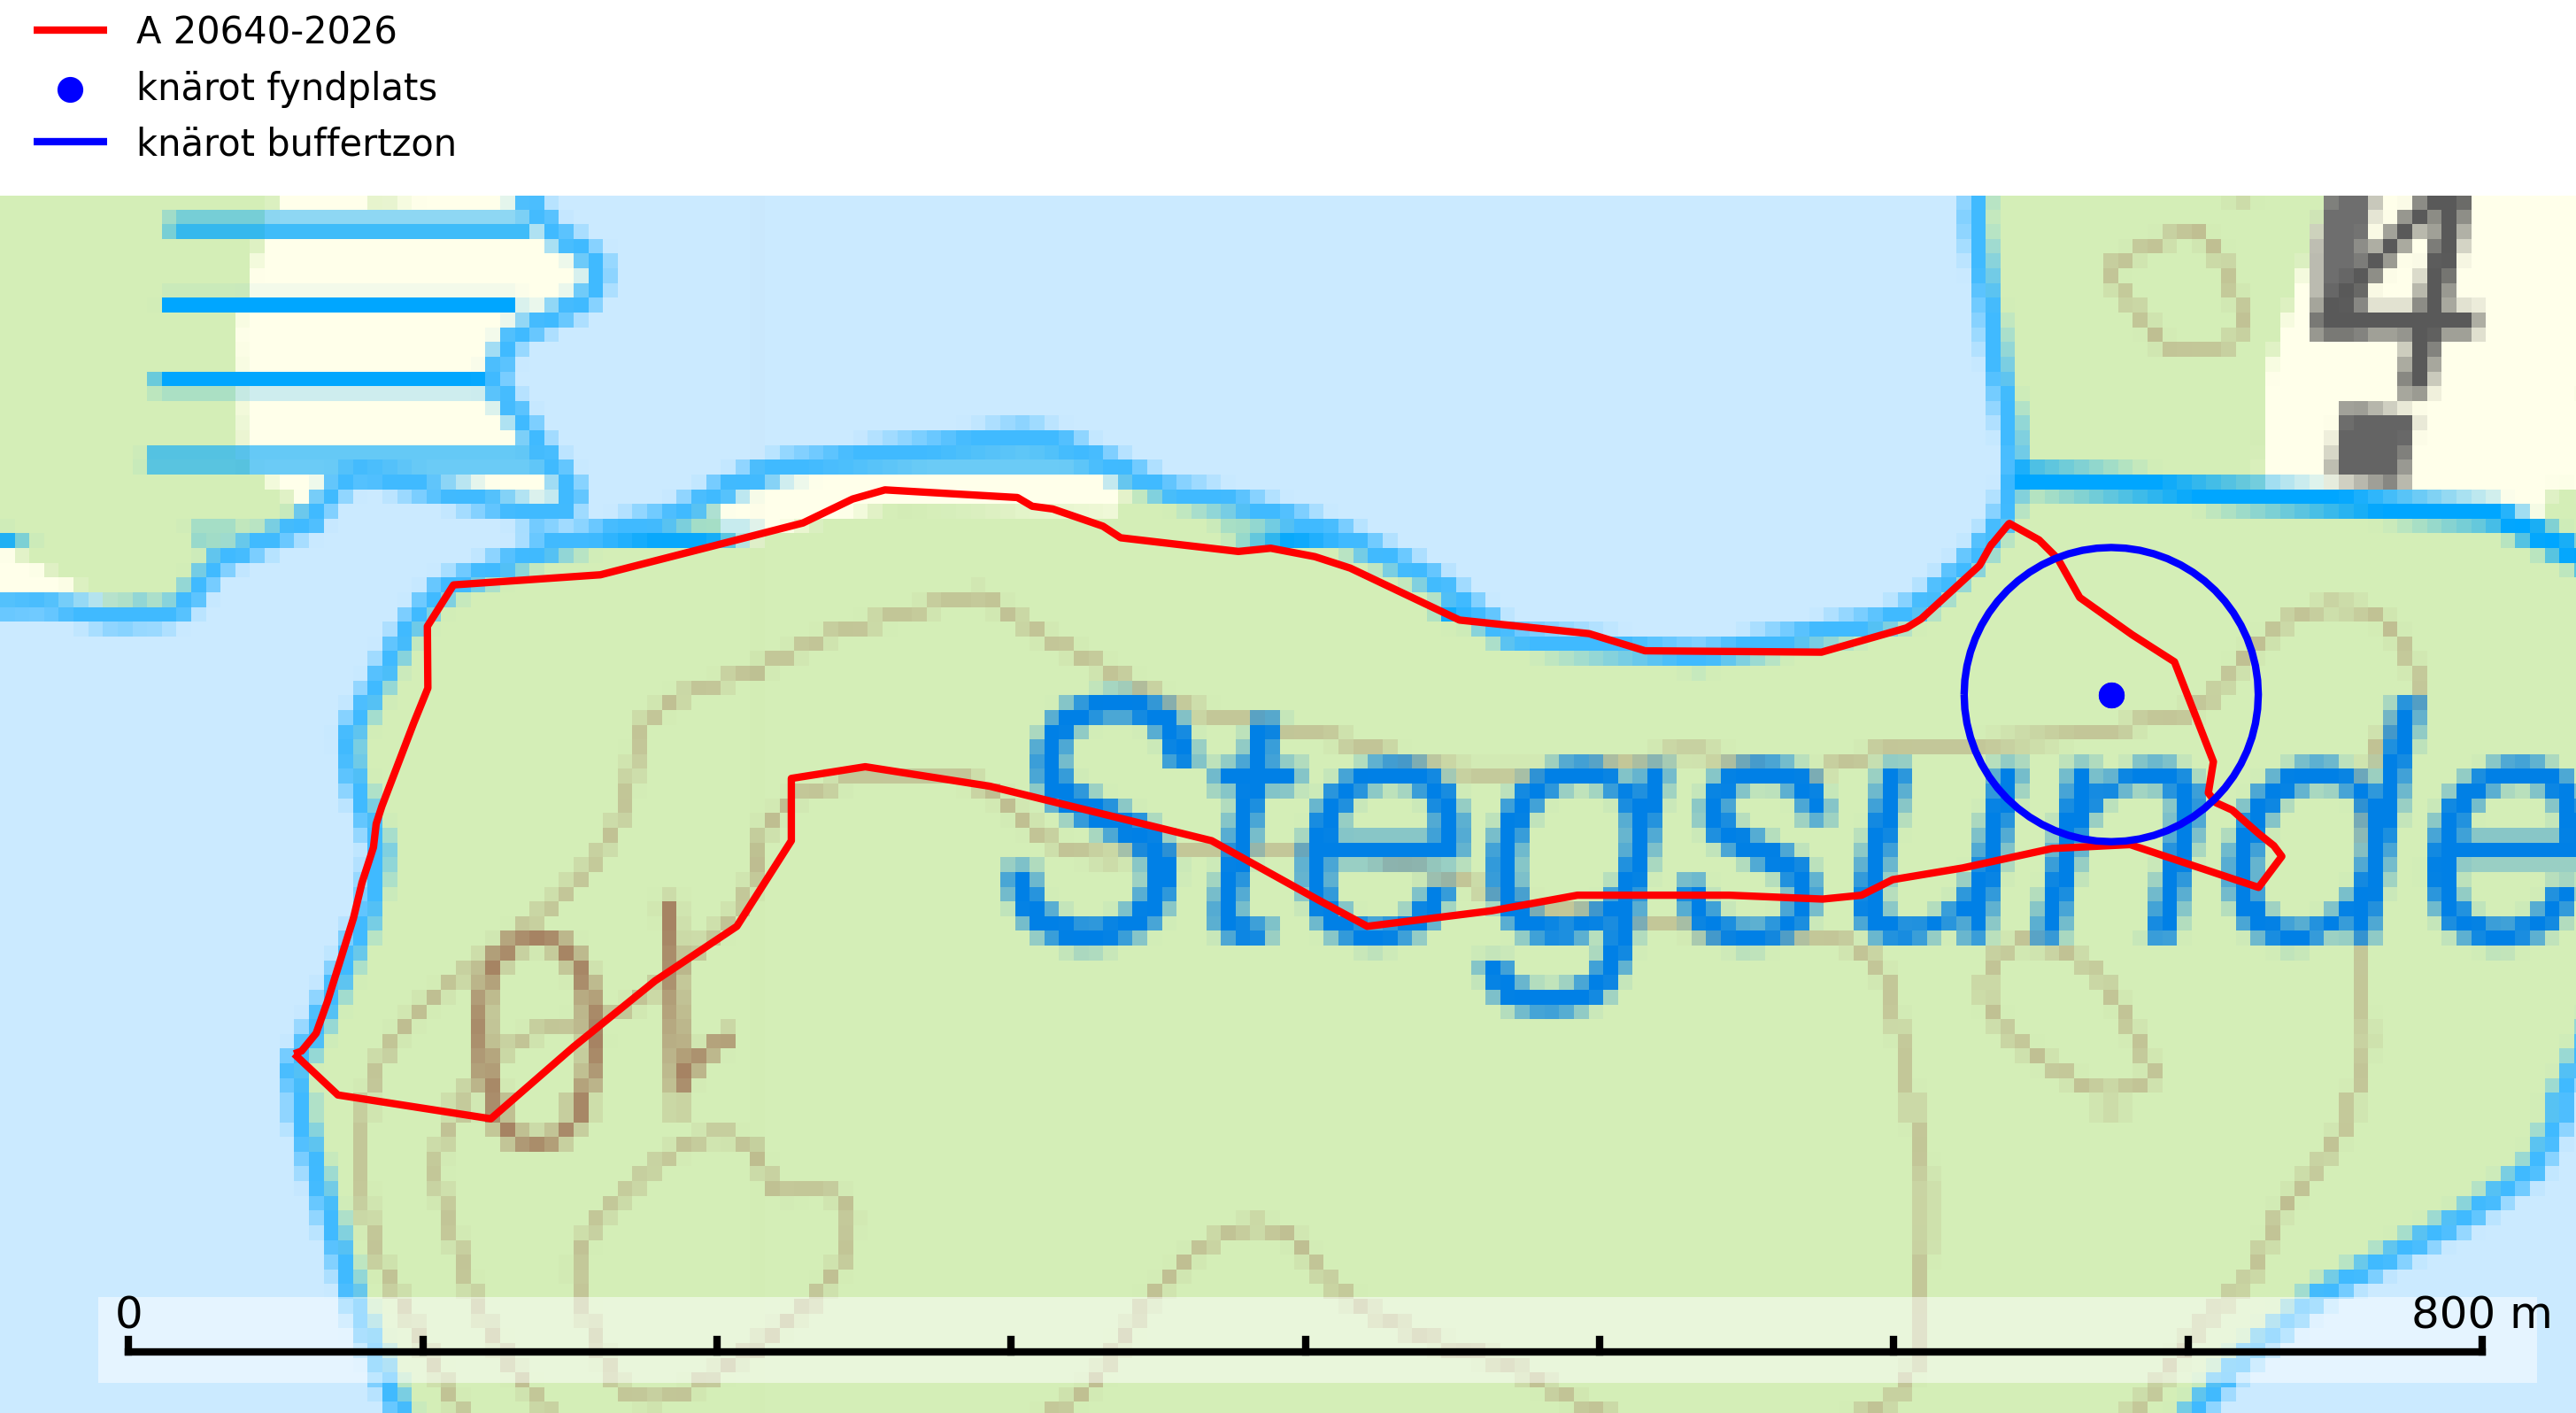 A 20640-2026
knärot fyndplats
knärot buffertzon
4
Stegsunde
0
800 m